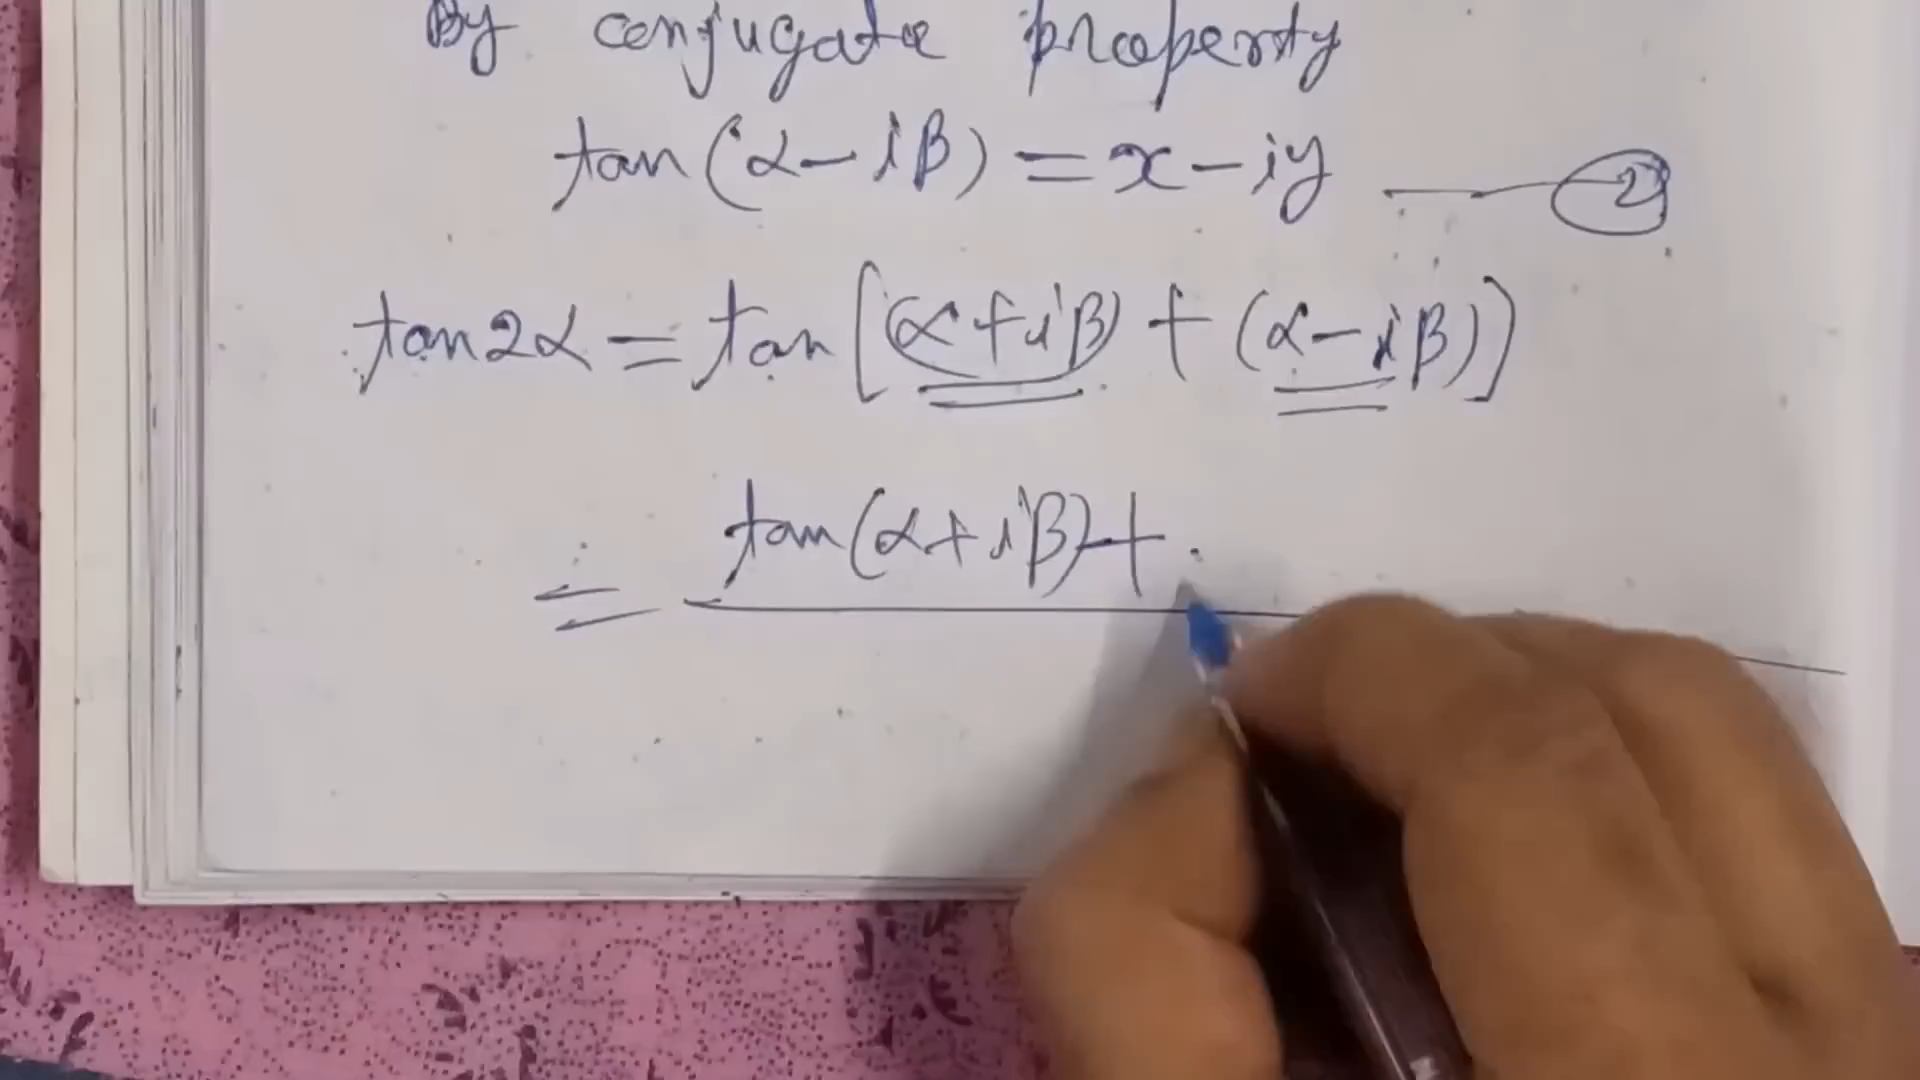 By conjugate property
tan(α-iβ) = x-iy —— 2
tan2α = tan[(α+iβ) + (α-iβ)]
= tan(α+iβ)+